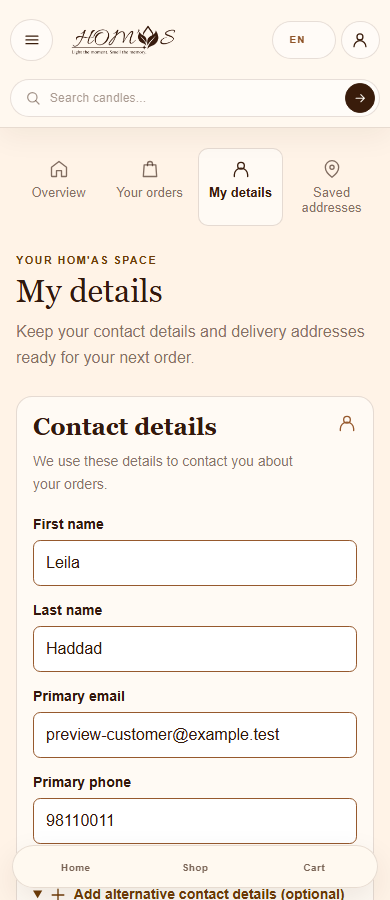 HOM'S
Light the moment. Smell the memory.
EN
Search candles...
Overview
Your orders
My details
Saved
addresses
YOUR HOM'AS SPACE
My details
Keep your contact details and delivery addresses
ready for your next order.
Contact details
We use these details to contact you about
your orders.
First name
Leila
Last name
Haddad
Primary email
preview-customer@example.test
Primary phone
98110011
Home
Shop
Cart
Add alternative contact details (optional)